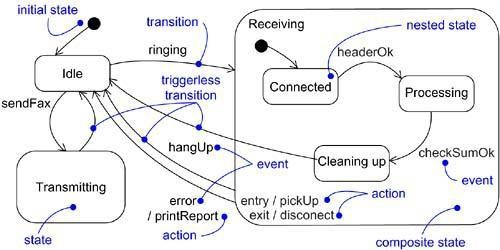 initial state
transition
Receiving
nested state
ringing
headerOk
Idle
triggerless
transition
Connected
Processing
sendFax
hangUp
Cleaning up
checkSumOk
event
event
Transmitting
error
/ printReport
entry / pickUp
exit / disconect
action
state
action
composite state